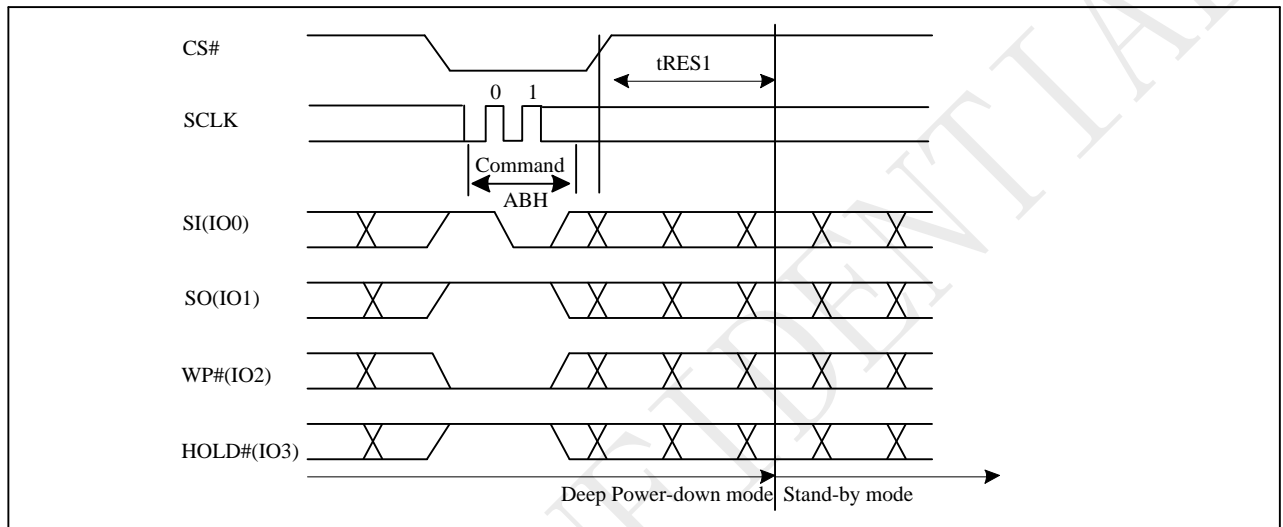 CS#
tRES1
0 1
SCLK
Command
ABH
SI(IO0)
SO(IO1)
WP#(IO2)
HOLD#(IO3)
Deep Power-down mode Stand-by mode
FIDENTIA